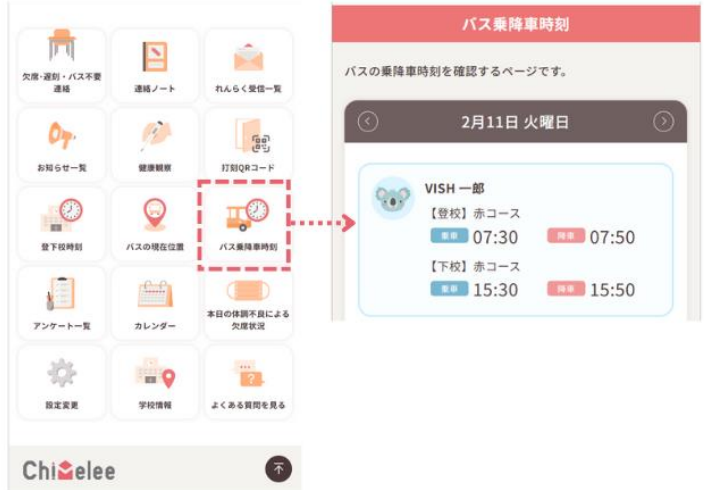 欠席・遅刻・バス不要
連絡
連絡ノート
れんらく受信一覧
お知らせ一覧
健康観察
打刻QRコード
登下校時刻
バスの現在位置
バス乗降車時刻
アンケート一覧
カレンダー
本日の体調不良による
欠席状況
設定変更
学校情報
よくある質問を見る
Chimelee
バス乗降車時刻
バスの乗降車時刻を確認するページです。
2月11日 火曜日
VISH 一郎
【登校】赤コース
乗車 07:30 降車 07:50
【下校】赤コース
乗車 15:30 降車 15:50